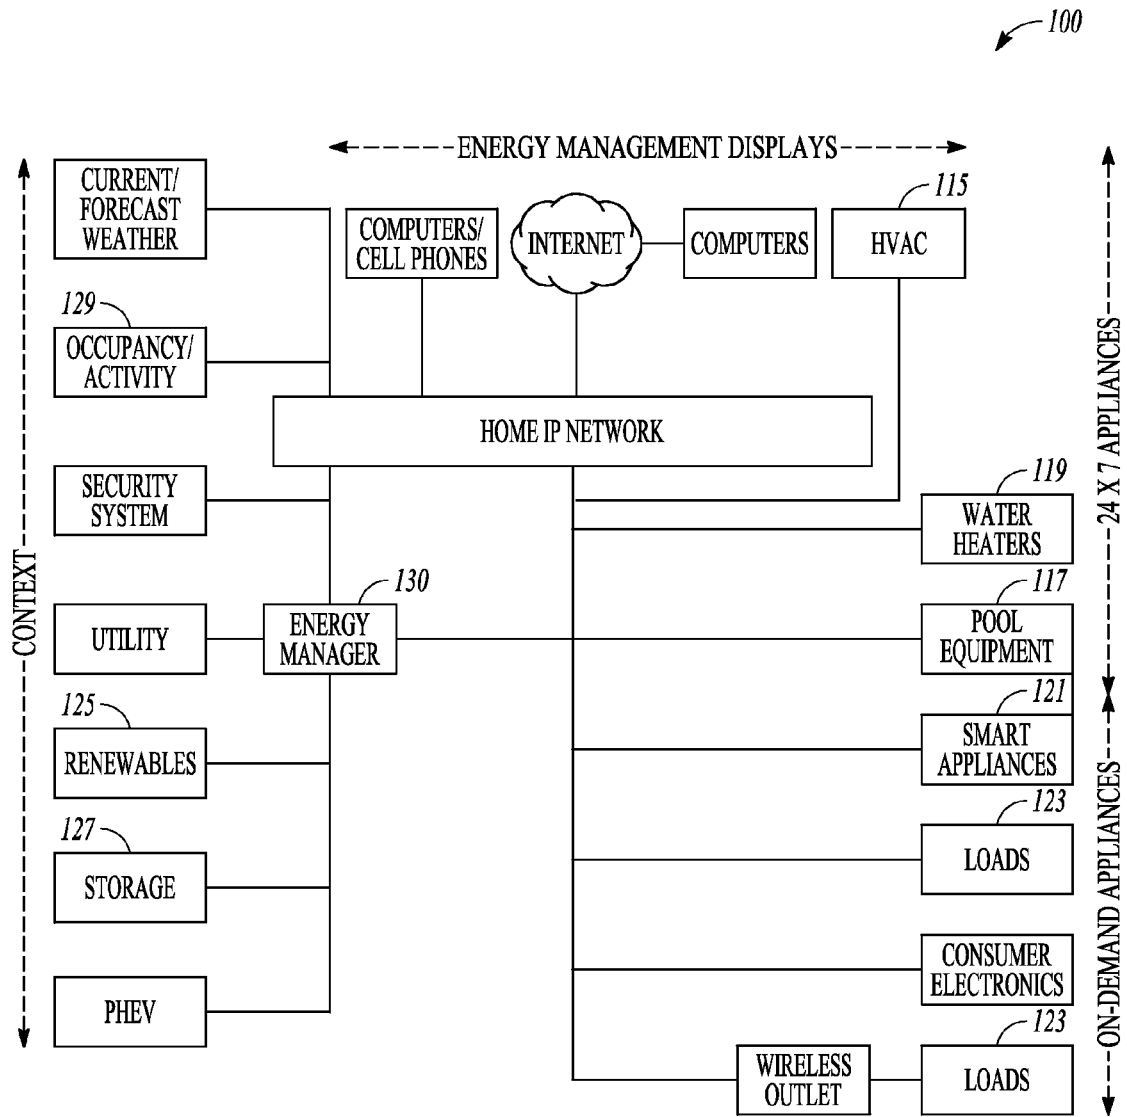 100
ENERGY MANAGEMENT DISPLAYS
CURRENT/
FORECAST
WEATHER
COMPUTERS/
CELL PHONES
INTERNET
COMPUTERS
115
HVAC
129
OCCUPANCY/
ACTIVITY
HOME IP NETWORK
24 X 7 APPLIANCES
SECURITY
SYSTEM
119
WATER
HEATERS
CONTEXT
UTILITY
130
ENERGY
MANAGER
117
POOL
EQUIPMENT
125
RENEWABLES
121
SMART
APPLIANCES
127
STORAGE
123
LOADS
ON-DEMAND APPLIANCES
CONSUMER
ELECTRONICS
PHEV
WIRELESS
OUTLET
123
LOADS